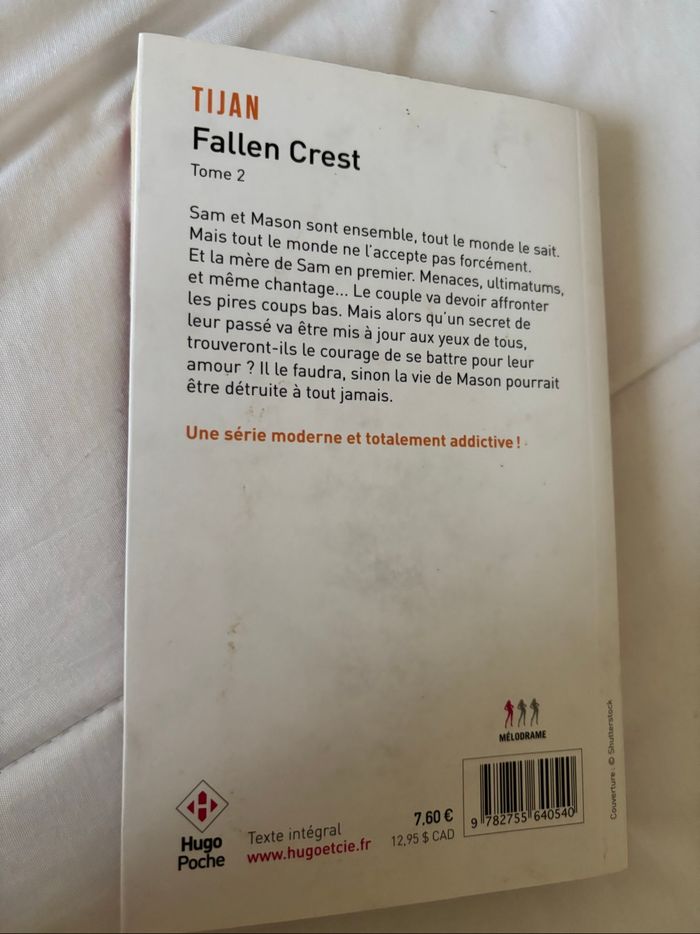 TIJAN
Fallen Crest
Tome 2
Sam et Mason sont ensemble, tout le monde le sait.
Mais tout le monde ne l'accepte pas forcément.
Et la mère de Sam en premier. Menaces, ultimatums,
et même chantage... Le couple va devoir affronter
les pires coups bas. Mais alors qu'un secret de
leur passé va être mis à jour aux yeux de tous,
trouveront-ils le courage de se battre pour leur
amour ? Il le faudra, sinon la vie de Mason pourrait
être détruite à tout jamais.
Une série moderne et totalement addictive !
MÉLODRAME
Couverture : © Shutterstock
Hugo
Poche
Texte intégral
www.hugoetcie.fr
7,60 €
12,95 $ CAD
9 782755 640540